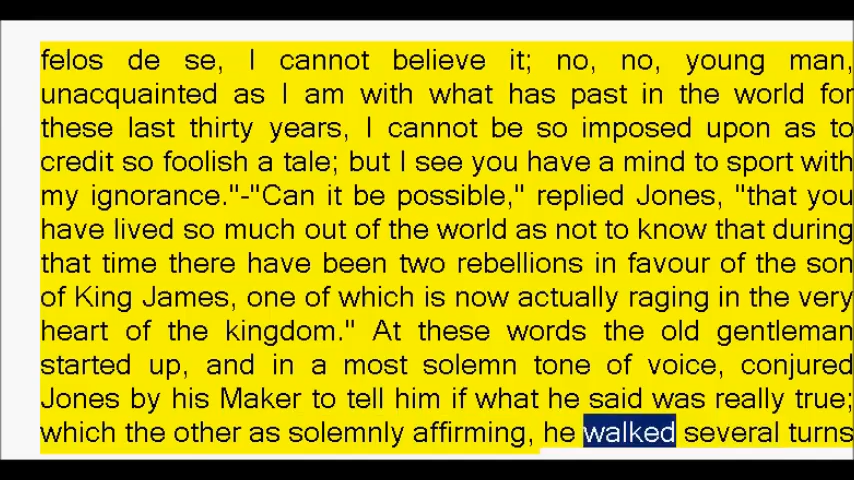 felos de se, I cannot believe it; no, no, young man,
unacquainted as I am with what has past in the world for
these last thirty years, I cannot be so imposed upon as to
credit so foolish a tale; but I see you have a mind to sport with
my ignorance."-"Can it be possible," replied Jones, "that you
have lived so much out of the world as not to know that during
that time there have been two rebellions in favour of the son
of King James, one of which is now actually raging in the very
heart of the kingdom." At these words the old gentleman
started up, and in a most solemn tone of voice, conjured
Jones by his Maker to tell him if what he said was really true;
which the other as solemnly affirming, he walked several turns